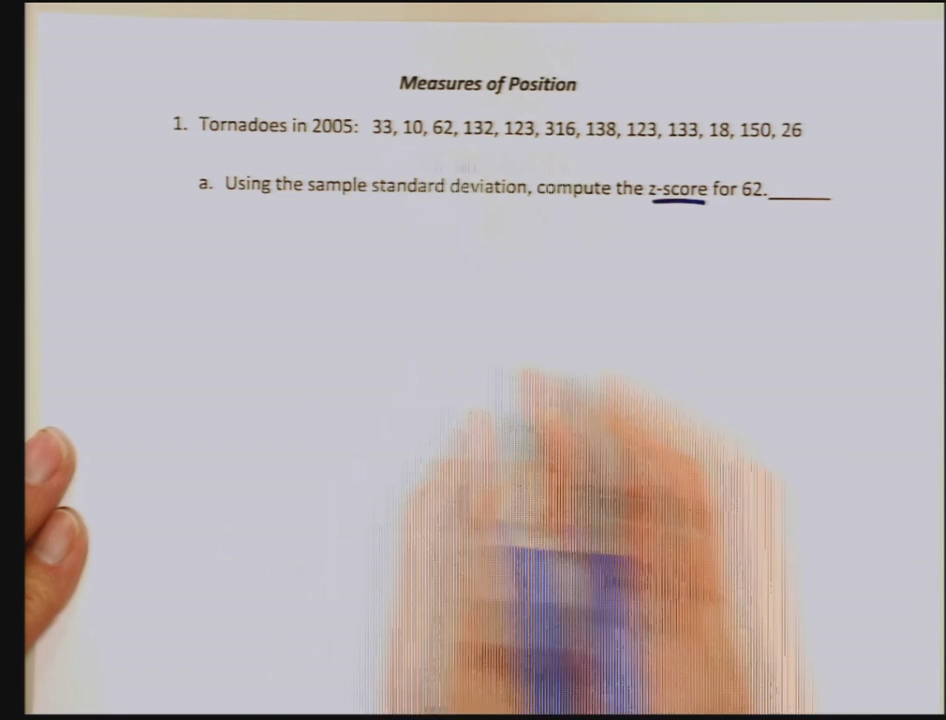 Measures of Position
1. Tornadoes in 2005: 33, 10, 62, 132, 123, 316, 138, 123, 133, 18, 150, 26
a. Using the sample standard deviation, compute the z-score for 62.______